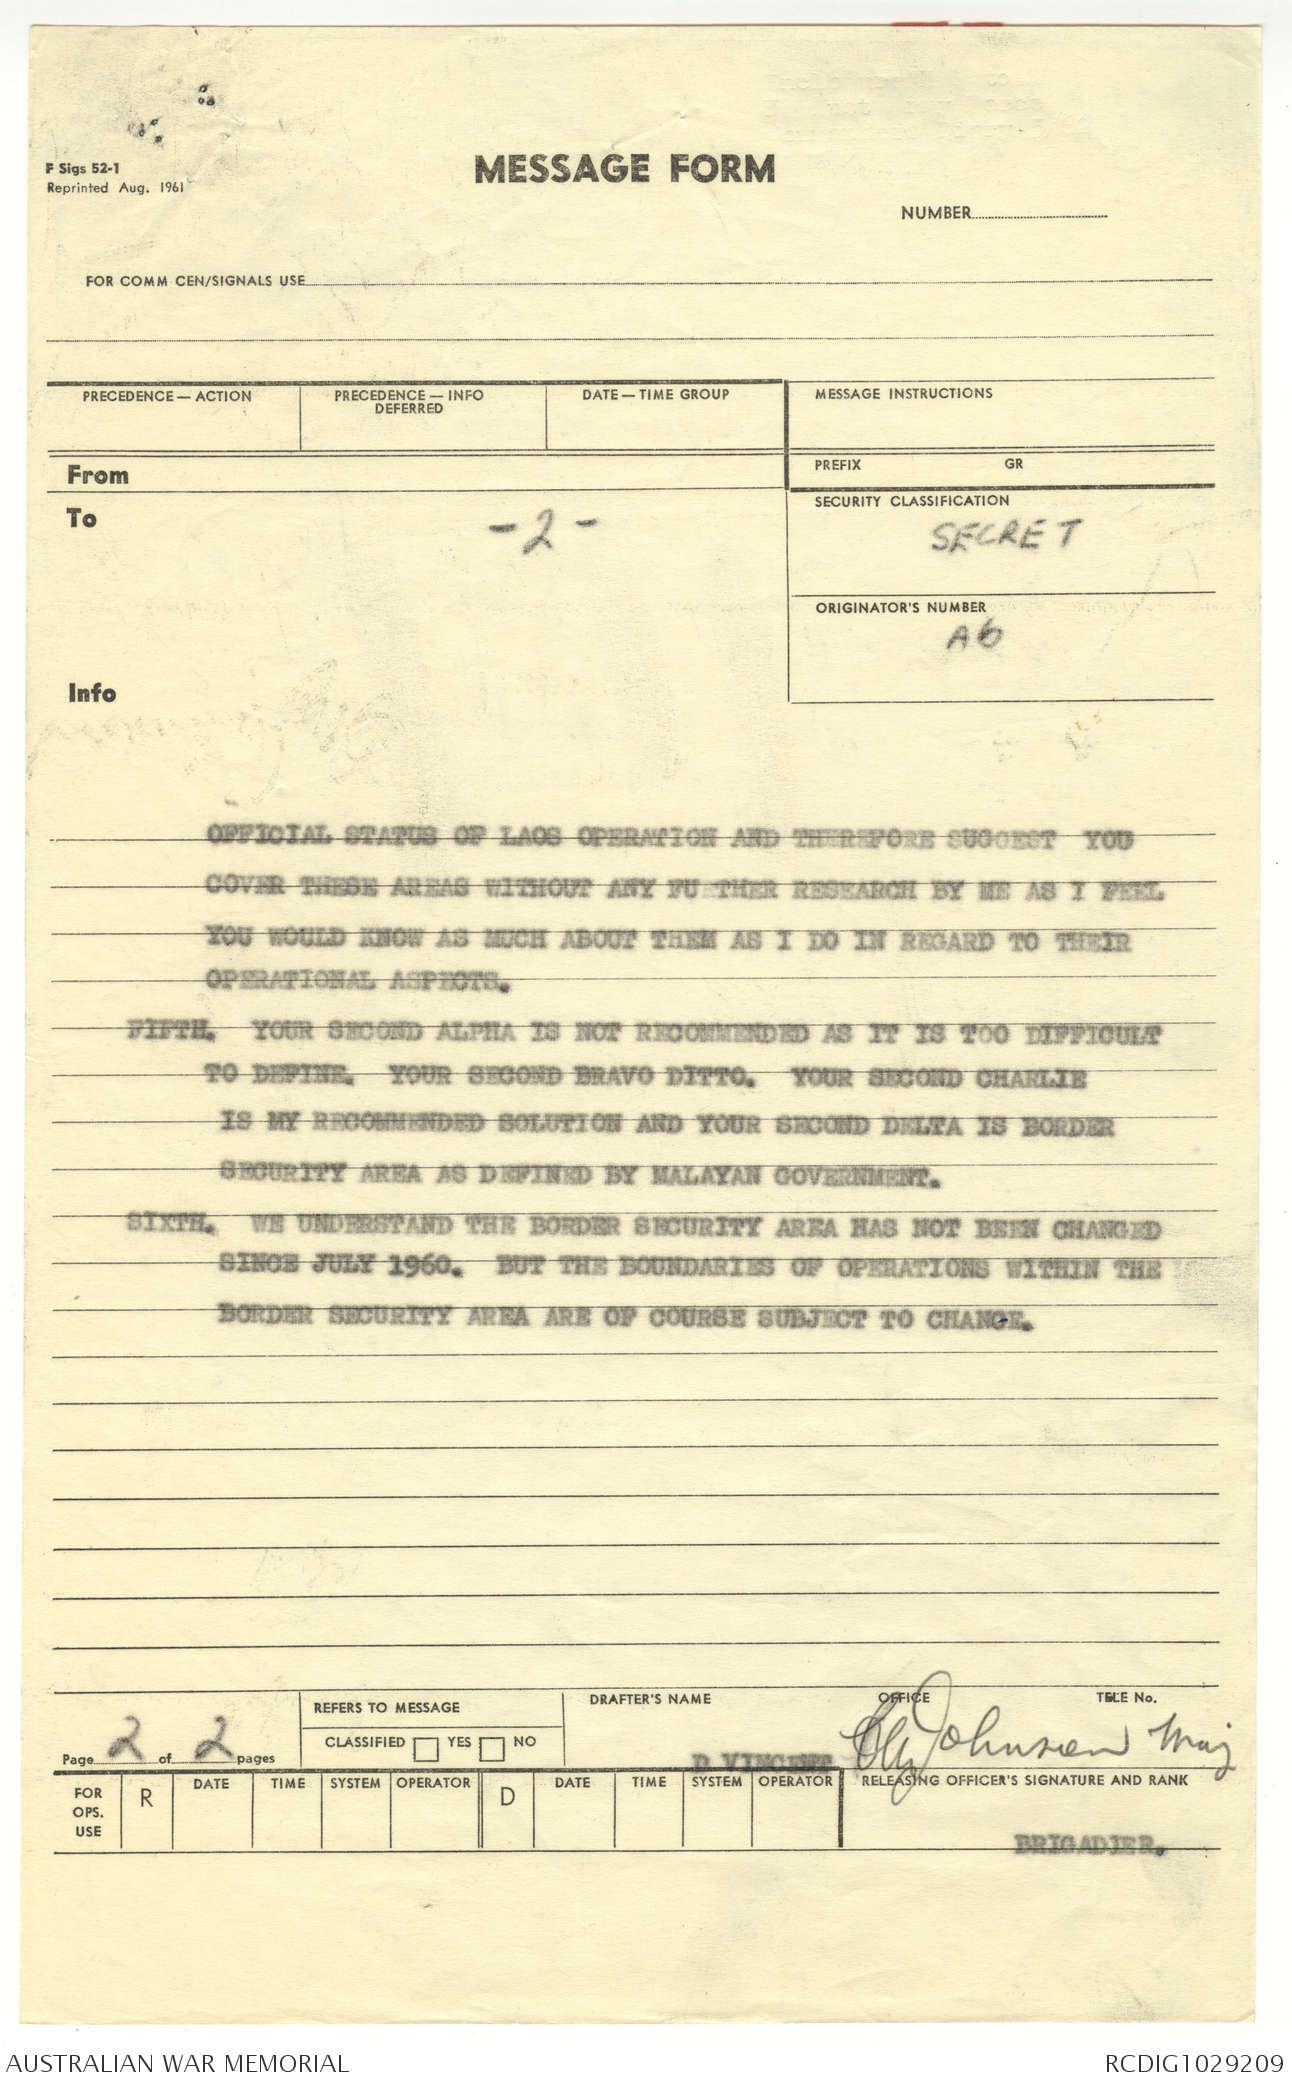 F Sigs 52-1
Reprinted Aug. 1961
MESSAGE FORM
NUMBER
FOR COMM CEN/SIGNALS USE
PRECEDENCE — ACTION
PRECEDENCE — INFO
DEFERRED
DATE — TIME GROUP
MESSAGE INSTRUCTIONS
From
PREFIX GR
To
- 2 -
SECURITY CLASSIFICATION
SECRET
ORIGINATOR'S NUMBER
A6
Info
OFFICIAL STATUS OF LAOS OPERATION AND THEREFORE SUGGEST YOU
COVER THESE AREAS WITHOUT ANY FURTHER RESEARCH BY ME AS I FEEL
YOU WOULD KNOW AS MUCH ABOUT THEM AS I DO IN REGARD TO THEIR
OPERATIONAL ASPECTS.
FIFTH. YOUR SECOND ALPHA IS NOT RECOMMENDED AS IT IS TOO DIFFICULT
TO DEFINE. YOUR SECOND BRAVO DITTO. YOUR SECOND CHARLIE
IS MY RECOMMENDED SOLUTION AND YOUR SECOND DELTA IS BORDER
SECURITY AREA AS DEFINED BY MALAYAN GOVERNMENT.
SIXTH. WE UNDERSTAND THE BORDER SECURITY AREA HAS NOT BEEN CHANGED
SINCE JULY 1960. BUT THE BOUNDARIES OF OPERATIONS WITHIN THE
BORDER SECURITY AREA ARE OF COURSE SUBJECT TO CHANGE.
Page 2 of 2 pages
REFERS TO MESSAGE
CLASSIFIED YES NO
DRAFTER'S NAME OFFICE TELE No.
D VINCENT
Johnson Maj
FOR OPS. USE
R DATE TIME SYSTEM OPERATOR D DATE TIME SYSTEM OPERATOR
RELEASING OFFICER'S SIGNATURE AND RANK
BRIGADIER.
AUSTRALIAN WAR MEMORIAL
RCDIG1029209